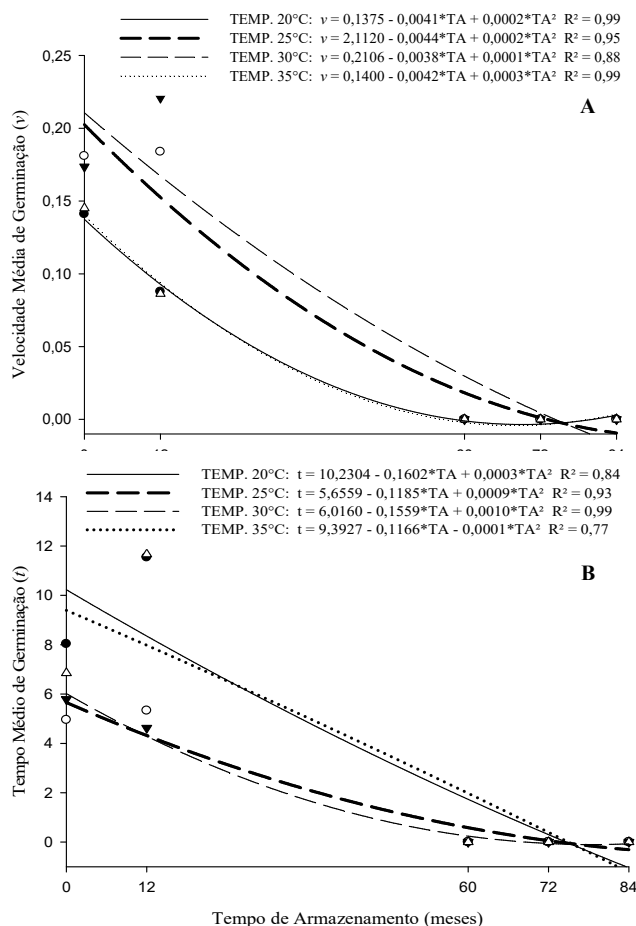 TEMP. 20°C: v = 0,1375 - 0,0041*TA + 0,0002*TA² R² = 0,99
TEMP. 25°C: v = 2,1120 - 0,0044*TA + 0,0002*TA² R² = 0,95
TEMP. 30°C: v = 0,2106 - 0,0038*TA + 0,0001*TA² R² = 0,88
TEMP. 35°C: v = 0,1400 - 0,0042*TA + 0,0003*TA² R² = 0,99
A
Velocidade Média de Germinação (v)
0,25
0,20
0,15
0,10
0,05
0,00
TEMP. 20°C: t = 10,2304 - 0,1602*TA + 0,0003*TA² R² = 0,84
TEMP. 25°C: t = 5,6559 - 0,1185*TA + 0,0009*TA² R² = 0,93
TEMP. 30°C: t = 6,0160 - 0,1559*TA + 0,0010*TA² R² = 0,99
TEMP. 35°C: t = 9,3927 - 0,1166*TA - 0,0001*TA² R² = 0,77
B
Tempo Médio de Germinação (t)
14
12
10
8
6
4
2
0
0 12 60 72 84
Tempo de Armazenamento (meses)